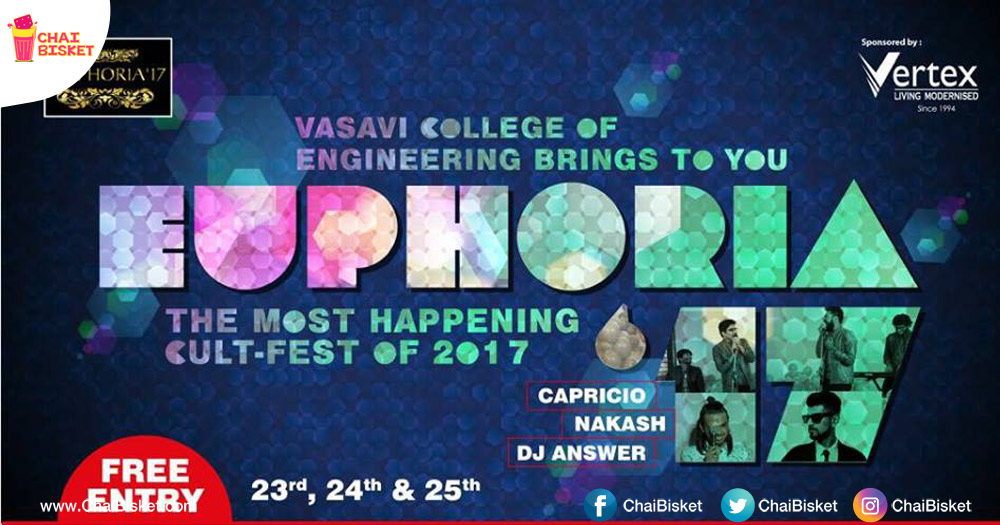 CHAI
BISKET
HORIA'17
Sponsored by :
Vertex
LIVING MODERNISED
Since 1994
VASAVI COLLEGE OF
ENGINEERING BRINGS TO YOU
EUPHORIA
'17
THE MOST HAPPENING
CULT-FEST OF 2017
CAPRICIO
NAKASH
DJ ANSWER
FREE
ENTRY
23rd, 24th & 25th
www.ChaiBisket.com
ChaiBisket
ChaiBisket
ChaiBisket